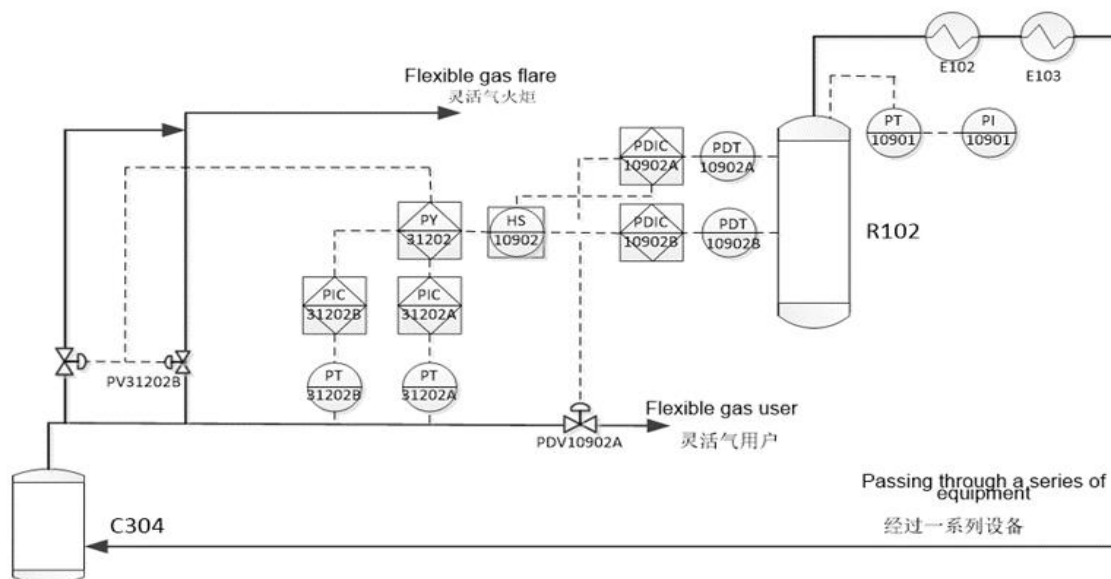 Flexible gas flare
灵活气火炬
E102
E103
PT
10901
PI
10901
PDIC
10902A
PDT
10902A
PY
31202
HS
10902
PDIC
10902B
PDT
10902B
R102
PIC
31202B
PIC
31202A
PV31202B
PT
31202B
PT
31202A
Flexible gas user
PDV10902A
灵活气用户
Passing through a series of
equipment
C304
经过一系列设备